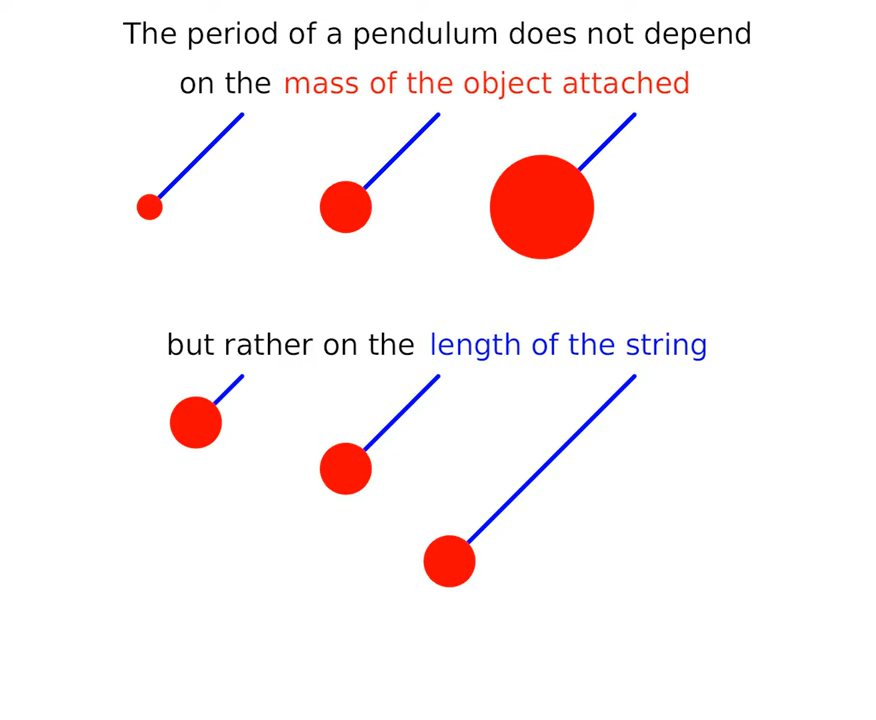 The period of a pendulum does not depend
on the mass of the object attached
but rather on the length of the string